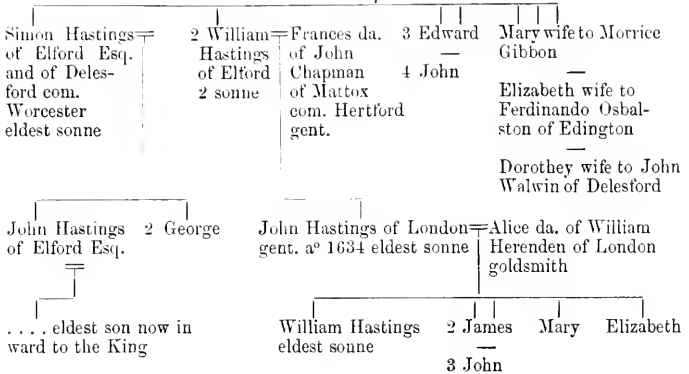 Simon Hastings
of Elford Esq.
and of Deles-
ford com.
Worcester
eldest sonne
2 William
Hastings
of Elford
2 sonne
Frances da.
of John
Chapman
of Mattox
com. Hertford
gent.
3 Edward
—
4 John
Mary wife to Morrice
Gibbon
—
Elizabeth wife to
Ferdinando Osbal-
ston of Edington
—
Dorothey wife to John
Walwin of Delesford
John Hastings
of Elford Esq.
2 George
John Hastings of London
gent. aº 1634 eldest sonne
Alice da. of William
Herenden of London
goldsmith
. . . . eldest son now in
ward to the King
William Hastings
eldest sonne
2 James
—
3 John
Mary
Elizabeth